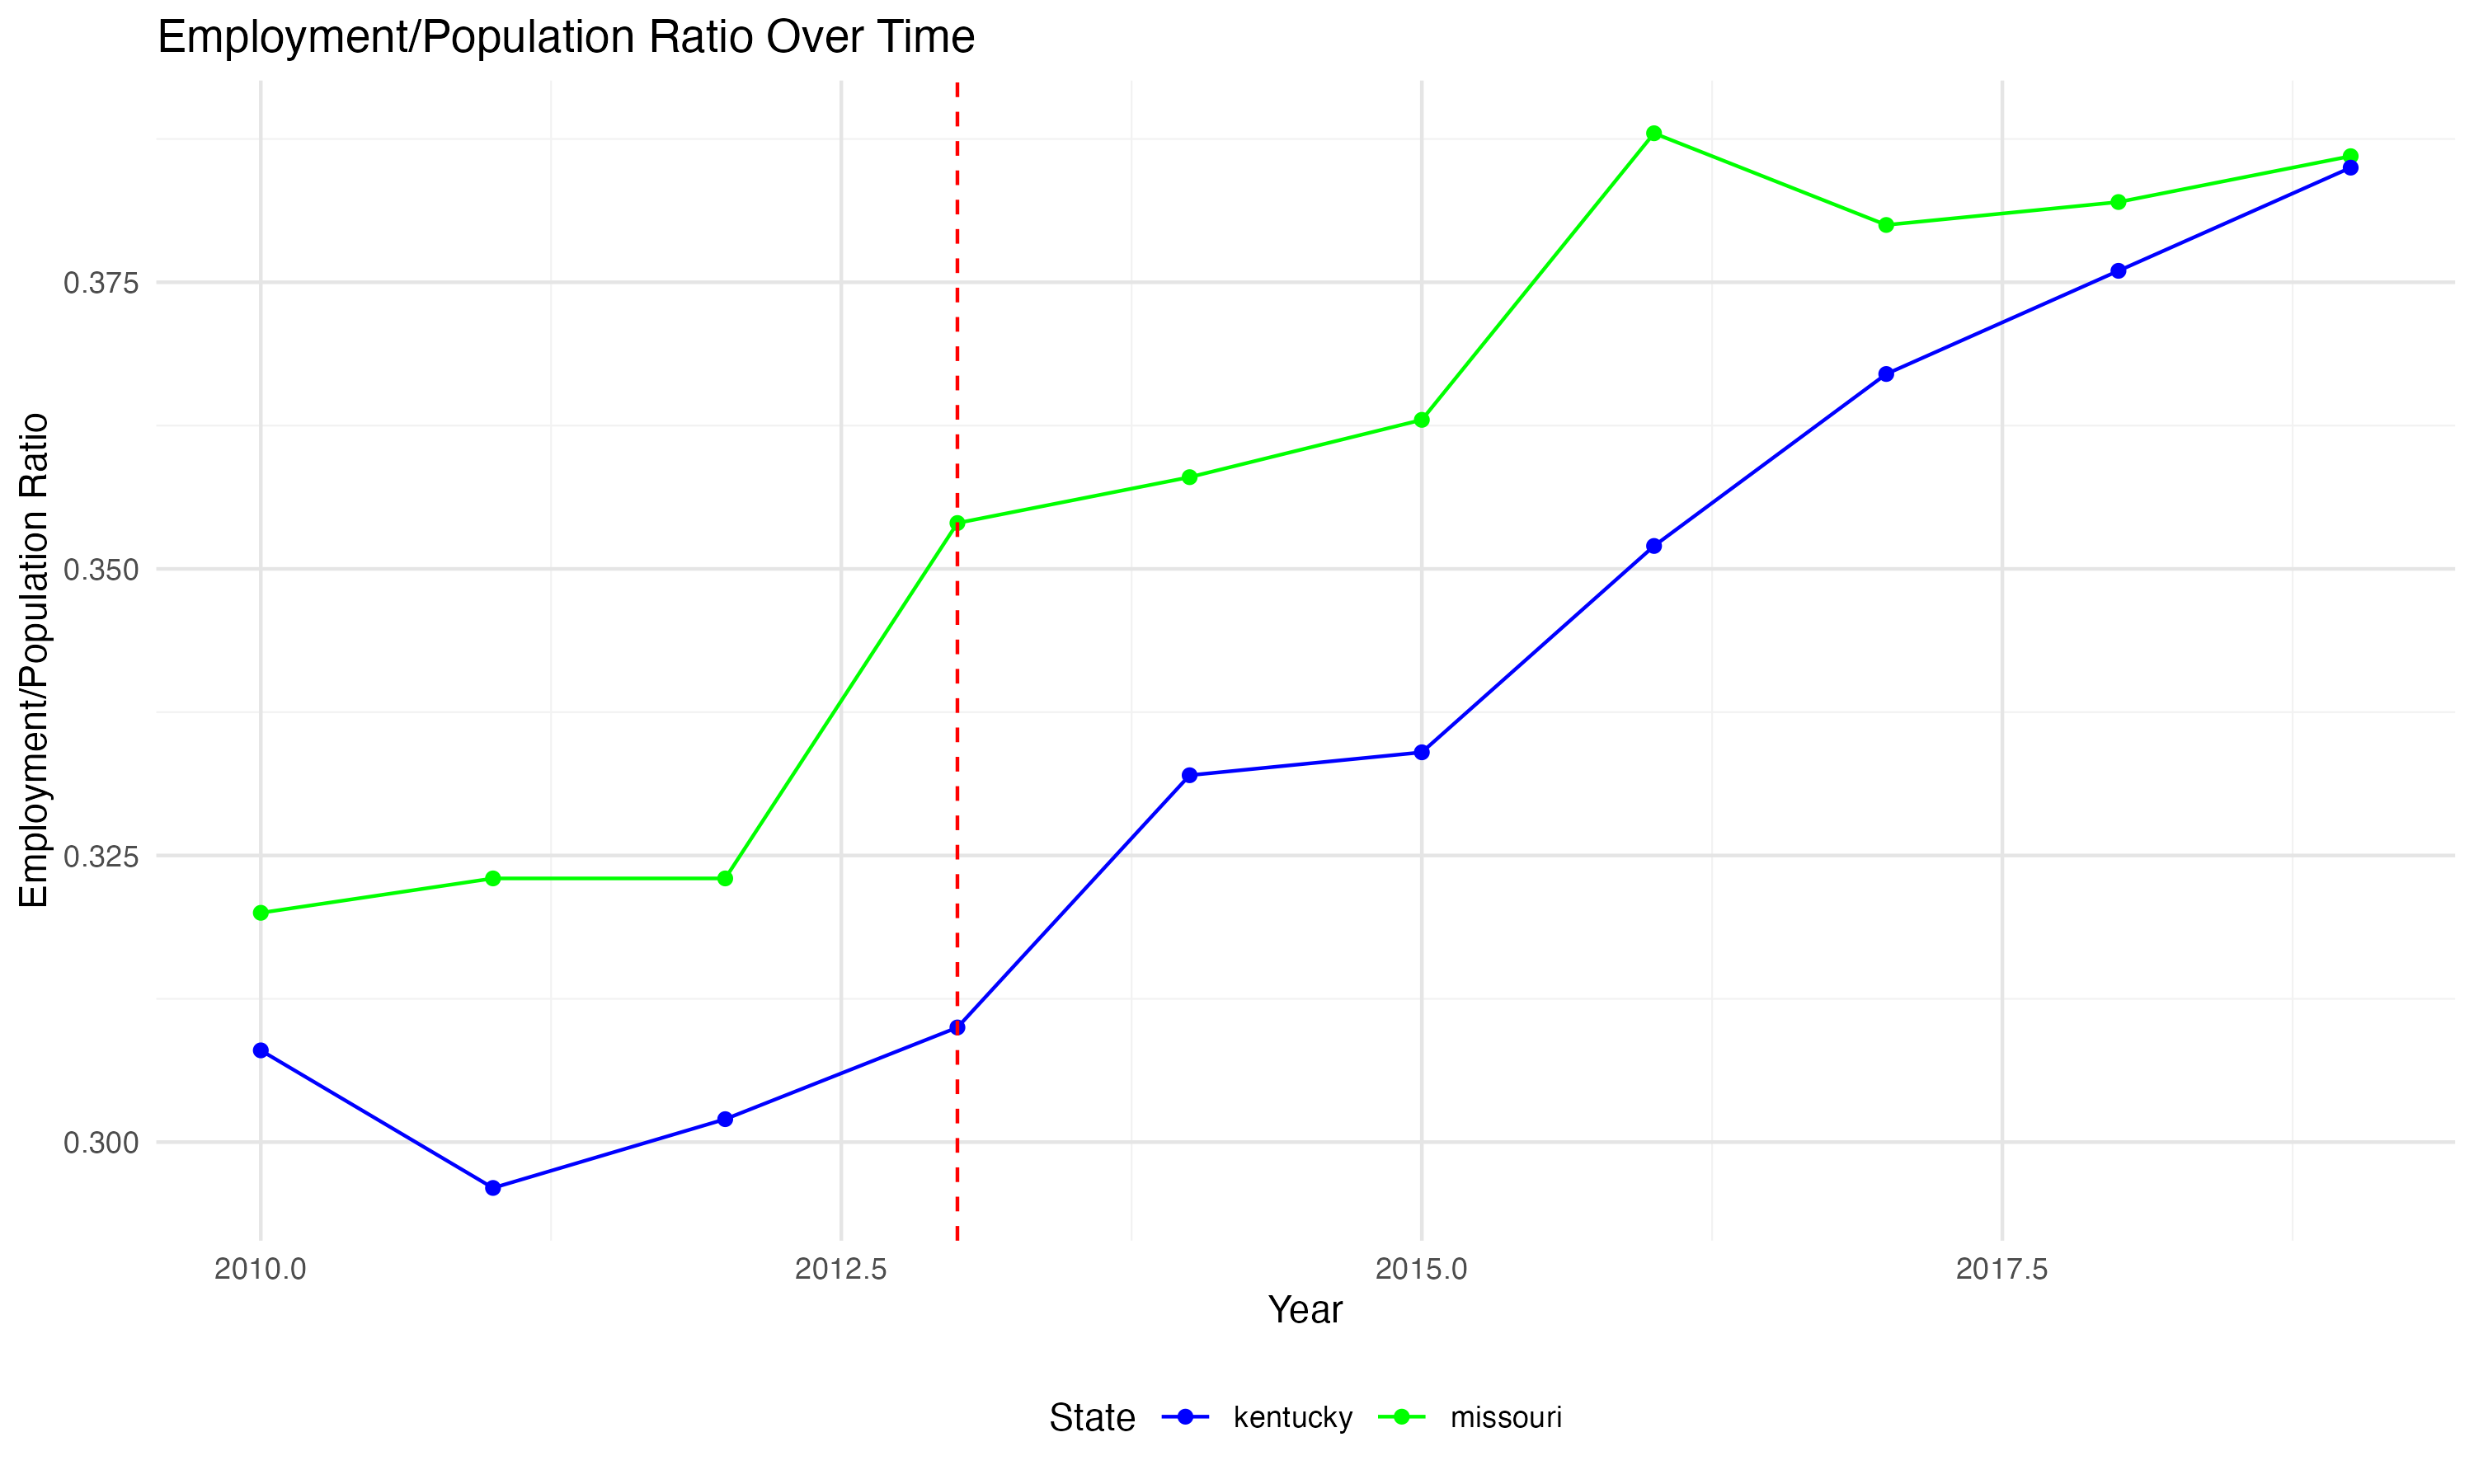 Employment/Population Ratio Over Time
Employment/Population Ratio
0.375
0.350
0.325
0.300
2010.0 2012.5 2015.0 2017.5
Year
State kentucky missouri